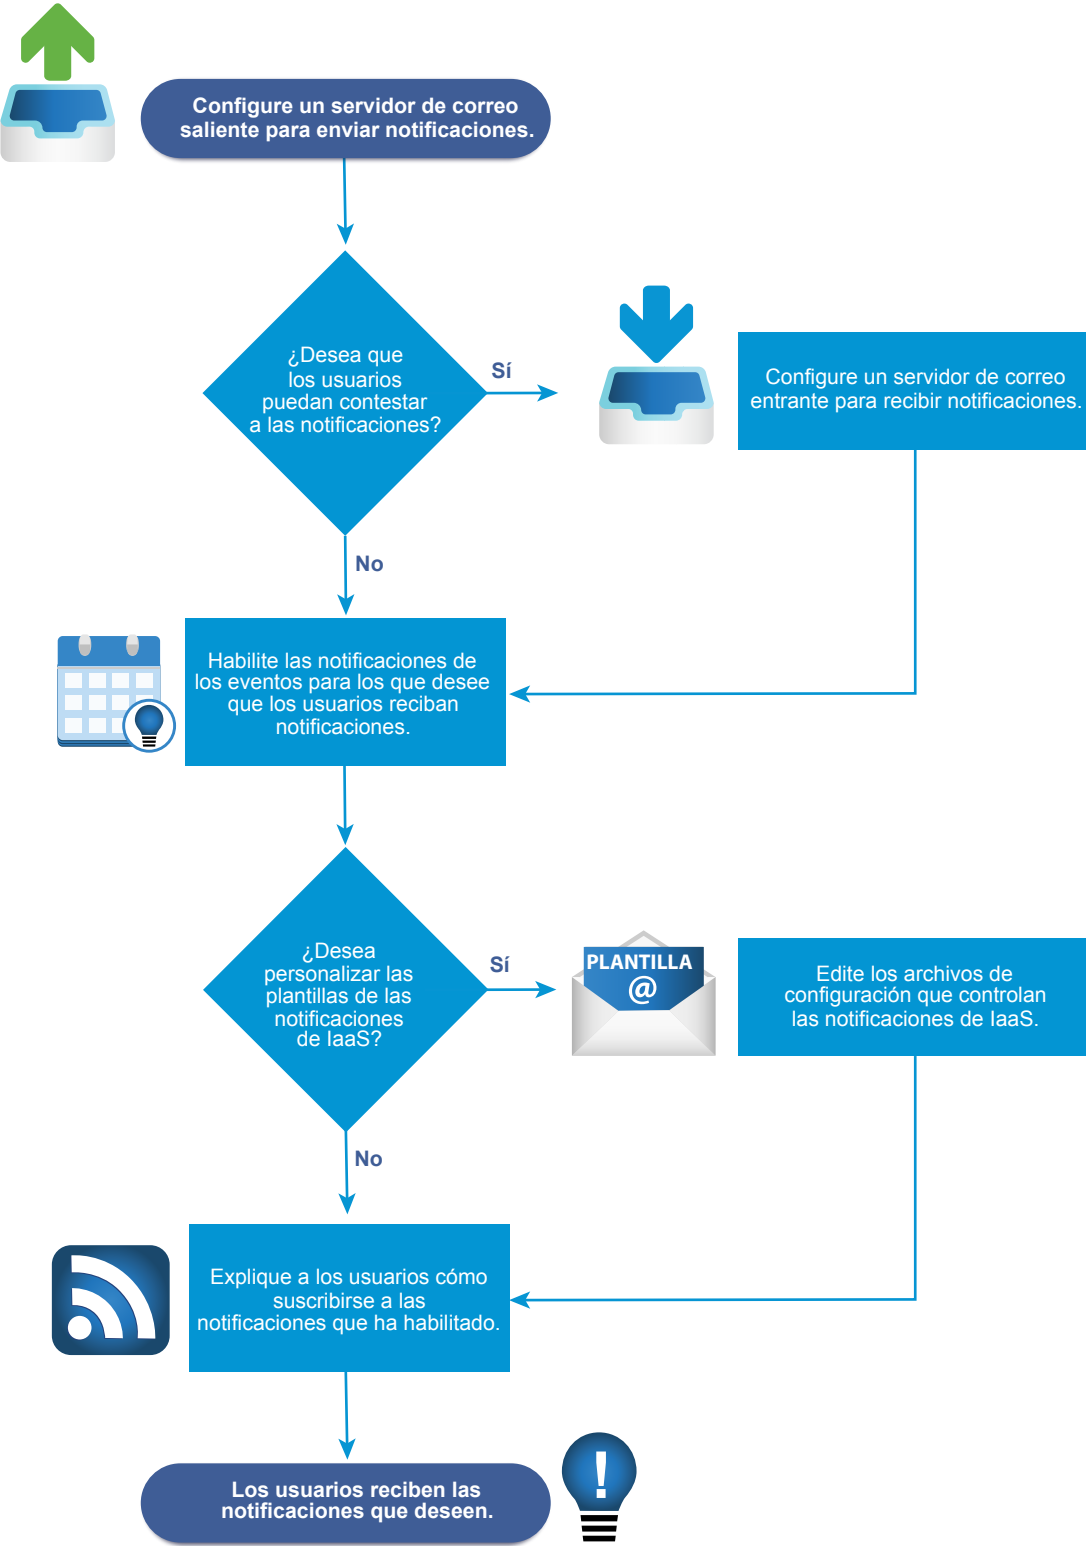 Configure un servidor de correo
saliente para enviar notificaciones.
¿Desea que
los usuarios
puedan contestar
a las notificaciones?
Sí
Configure un servidor de correo
entrante para recibir notificaciones.
No
Habilite las notificaciones de
los eventos para los que desee
que los usuarios reciban
notificaciones.
¿Desea
personalizar las
plantillas de las
notificaciones
de IaaS?
Sí
PLANTILLA
@
Edite los archivos de
configuración que controlan
las notificaciones de IaaS.
No
Explique a los usuarios cómo
suscribirse a las
notificaciones que ha habilitado.
Los usuarios reciben las
notificaciones que deseen.
!